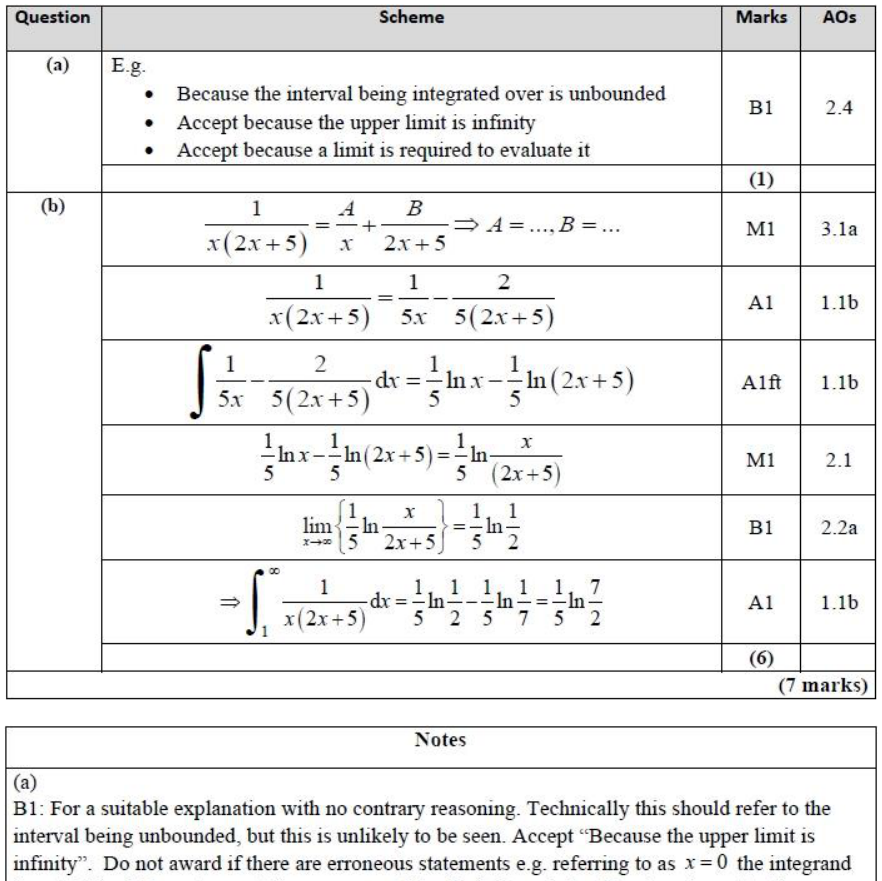 Question Scheme Marks AOs
(a) E.g.
• Because the interval being integrated over is unbounded
• Accept because the upper limit is infinity
• Accept because a limit is required to evaluate it
B1 2.4
(1)
(b) 1/(x(2x+5)) = A/x + B/(2x+5) ⇒ A = ..., B = ... M1 3.1a
1/(x(2x+5)) = 1/(5x) − 2/(5(2x+5)) A1 1.1b
∫ 1/(5x) − 2/(5(2x+5)) dx = 1/5 ln x − 1/5 ln(2x+5) A1ft 1.1b
1/5 ln x − 1/5 ln(2x+5) = 1/5 ln x/((2x+5)) M1 2.1
lim x→∞ {1/5 ln x/(2x+5)} = 1/5 ln 1/2 B1 2.2a
⇒ ∫₁^∞ 1/(x(2x+5)) dx = 1/5 ln 1/2 − 1/5 ln 1/7 = 1/5 ln 7/2 A1 1.1b
(6)
(7 marks)
Notes
(a)
B1: For a suitable explanation with no contrary reasoning. Technically this should refer to the
interval being unbounded, but this is unlikely to be seen. Accept “Because the upper limit is
infinity”. Do not award if there are erroneous statements e.g. referring to as x = 0 the integrand